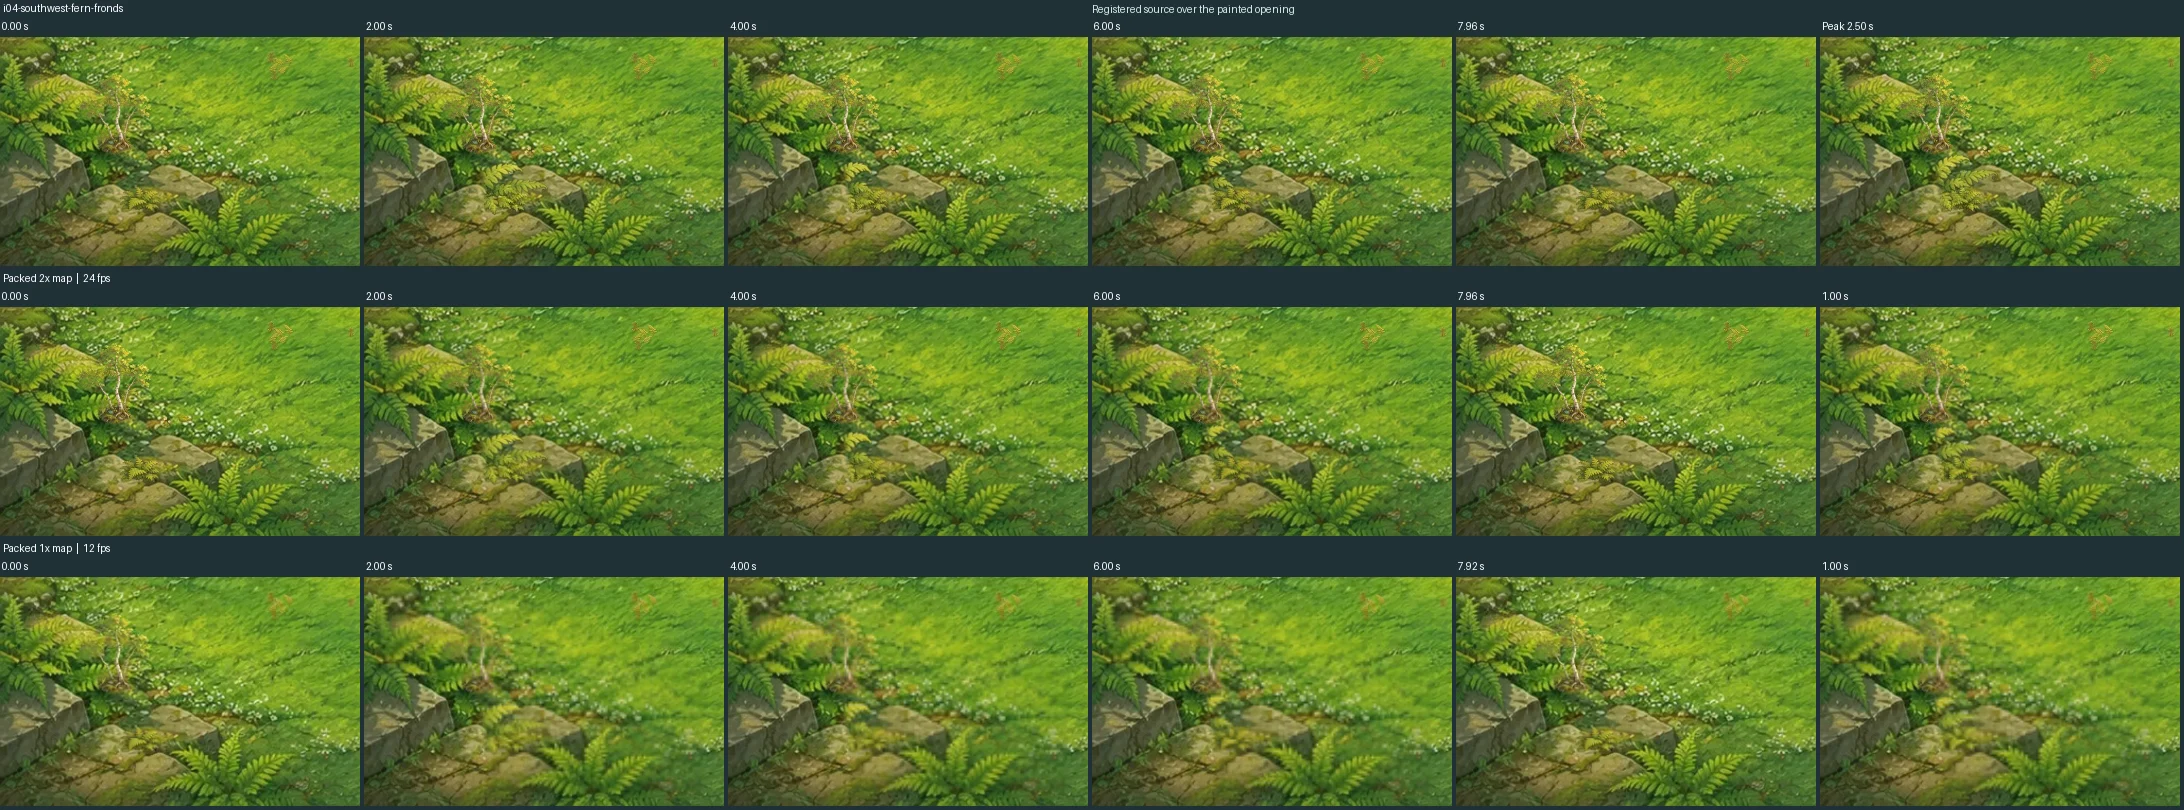 i04-southwest-fern-fronds
Registered source over the painted opening
0.00 s
2.00 s
4.00 s
6.00 s
7.96 s
Peak 2.50 s
Packed 2x map | 24 fps
0.00 s
2.00 s
4.00 s
6.00 s
7.96 s
1.00 s
Packed 1x map | 12 fps
0.00 s
2.00 s
4.00 s
6.00 s
7.92 s
1.00 s